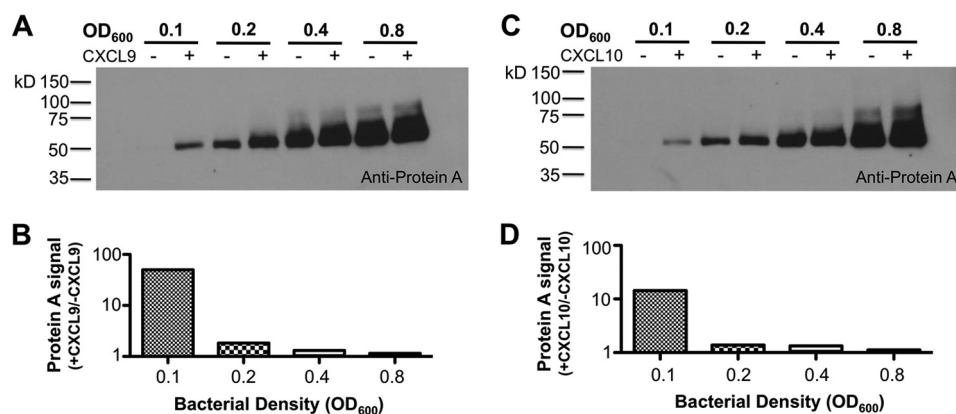 A
OD600 0.1 0.2 0.4 0.8
CXCL9 - + - + - + - +
kD 150
100
75
50
35
Anti-Protein A
C
OD600 0.1 0.2 0.4 0.8
CXCL10 - + - + - + - +
kD 150
100
75
50
35
Anti-Protein A
B
Protein A signal
(+CXCL9/-CXCL9)
100
10
1
0.1 0.2 0.4 0.8
Bacterial Density (OD600)
D
Protein A signal
(+CXCL10/-CXCL10)
100
10
1
0.1 0.2 0.4 0.8
Bacterial Density (OD600)